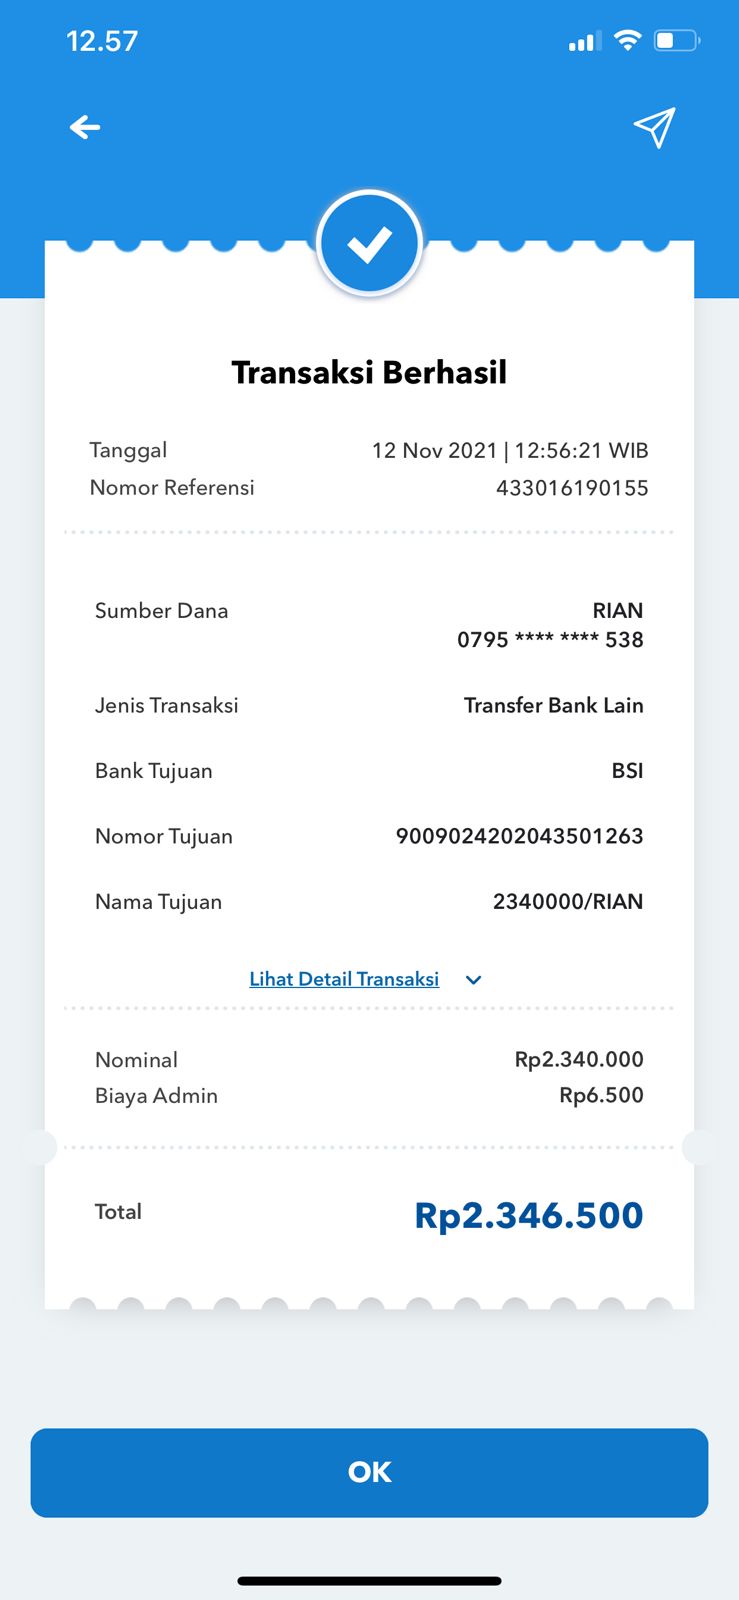 12.57
Transaksi Berhasil
Tanggal 12 Nov 2021 | 12:56:21 WIB
Nomor Referensi 433016190155
Sumber Dana RIAN
0795 **** **** 538
Jenis Transaksi Transfer Bank Lain
Bank Tujuan BSI
Nomor Tujuan 9009024202043501263
Nama Tujuan 2340000/RIAN
Lihat Detail Transaksi
Nominal Rp2.340.000
Biaya Admin Rp6.500
Total Rp2.346.500
OK